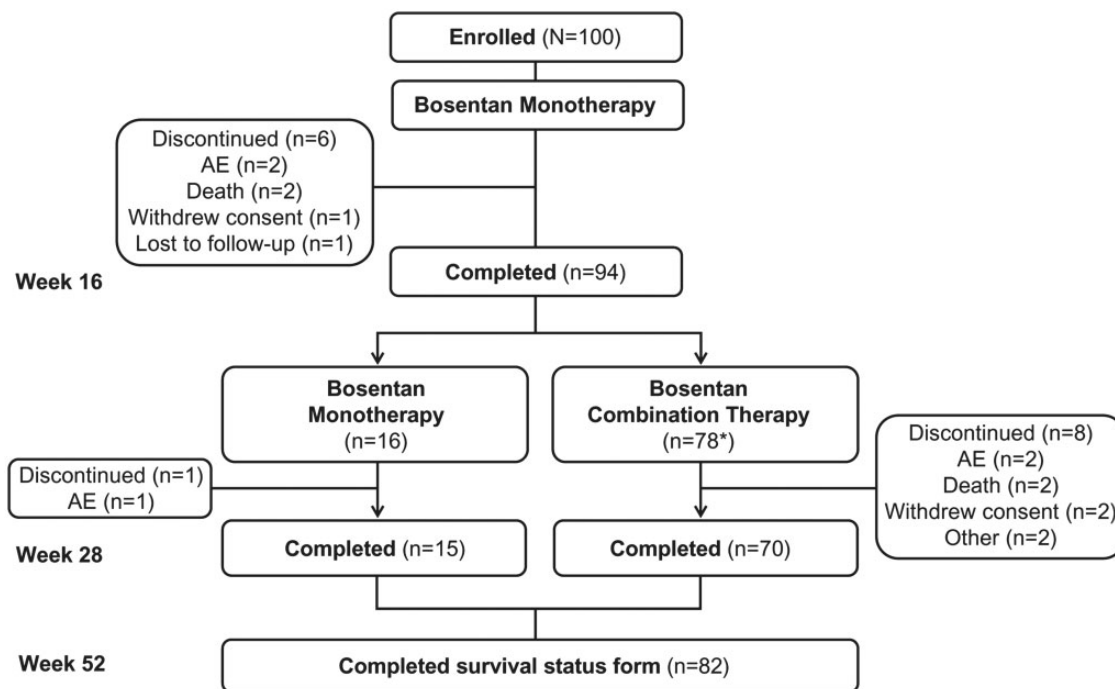 Enrolled (N=100)
Bosentan Monotherapy
Discontinued (n=6)
AE (n=2)
Death (n=2)
Withdrew consent (n=1)
Lost to follow-up (n=1)
Week 16
Completed (n=94)
Bosentan
Monotherapy
(n=16)
Bosentan
Combination Therapy
(n=78*)
Discontinued (n=1)
AE (n=1)
Discontinued (n=8)
AE (n=2)
Death (n=2)
Withdrew consent (n=2)
Other (n=2)
Week 28
Completed (n=15)
Completed (n=70)
Week 52
Completed survival status form (n=82)